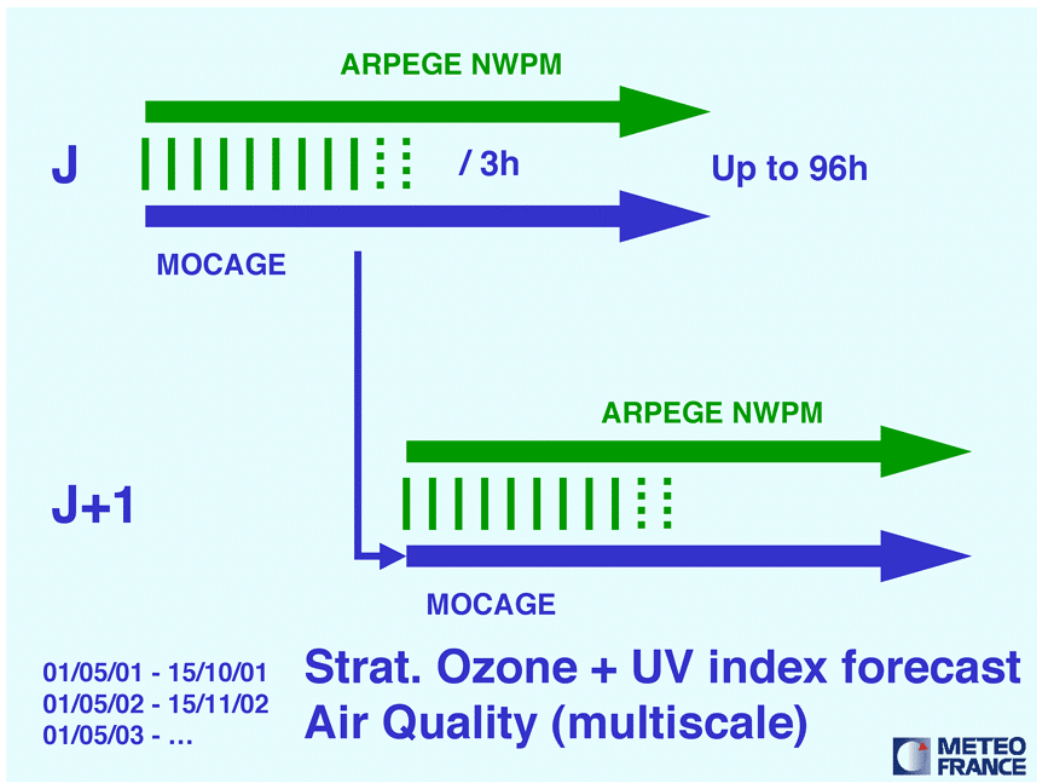 ARPEGE NWPM
J
/ 3h
Up to 96h
MOCAGE
ARPEGE NWPM
J+1
MOCAGE
01/05/01 - 15/10/01
01/05/02 - 15/11/02
01/05/03 - …
Strat. Ozone + UV index forecast
Air Quality (multiscale)
METEO
FRANCE